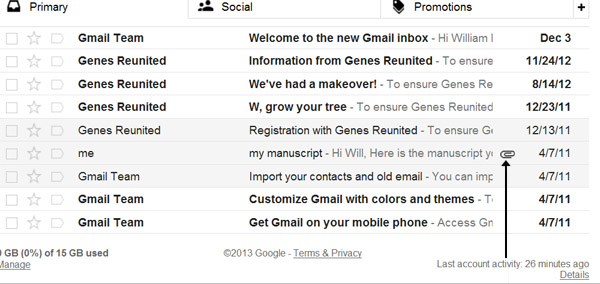 Primary Social Promotions +
Gmail Team Welcome to the new Gmail inbox - Hi William Dec 3
Genes Reunited Information from Genes Reunited - To ensure 11/24/12
Genes Reunited We've had a makeover! - To ensure Genes Re 8/14/12
Genes Reunited W, grow your tree - To ensure Genes Reunited 12/23/11
Genes Reunited Registration with Genes Reunited - To ensure Ge 12/13/11
me my manuscript - Hi Will, Here is the manuscript yo 4/7/11
Gmail Team Import your contacts and old email - You can imp 4/7/11
Gmail Team Customize Gmail with colors and themes - T 4/7/11
Gmail Team Get Gmail on your mobile phone - Access Gm 4/7/11
0 GB (0%) of 15 GB used ©2013 Google - Terms & Privacy Last account activity: 26 minutes ago
Manage Details